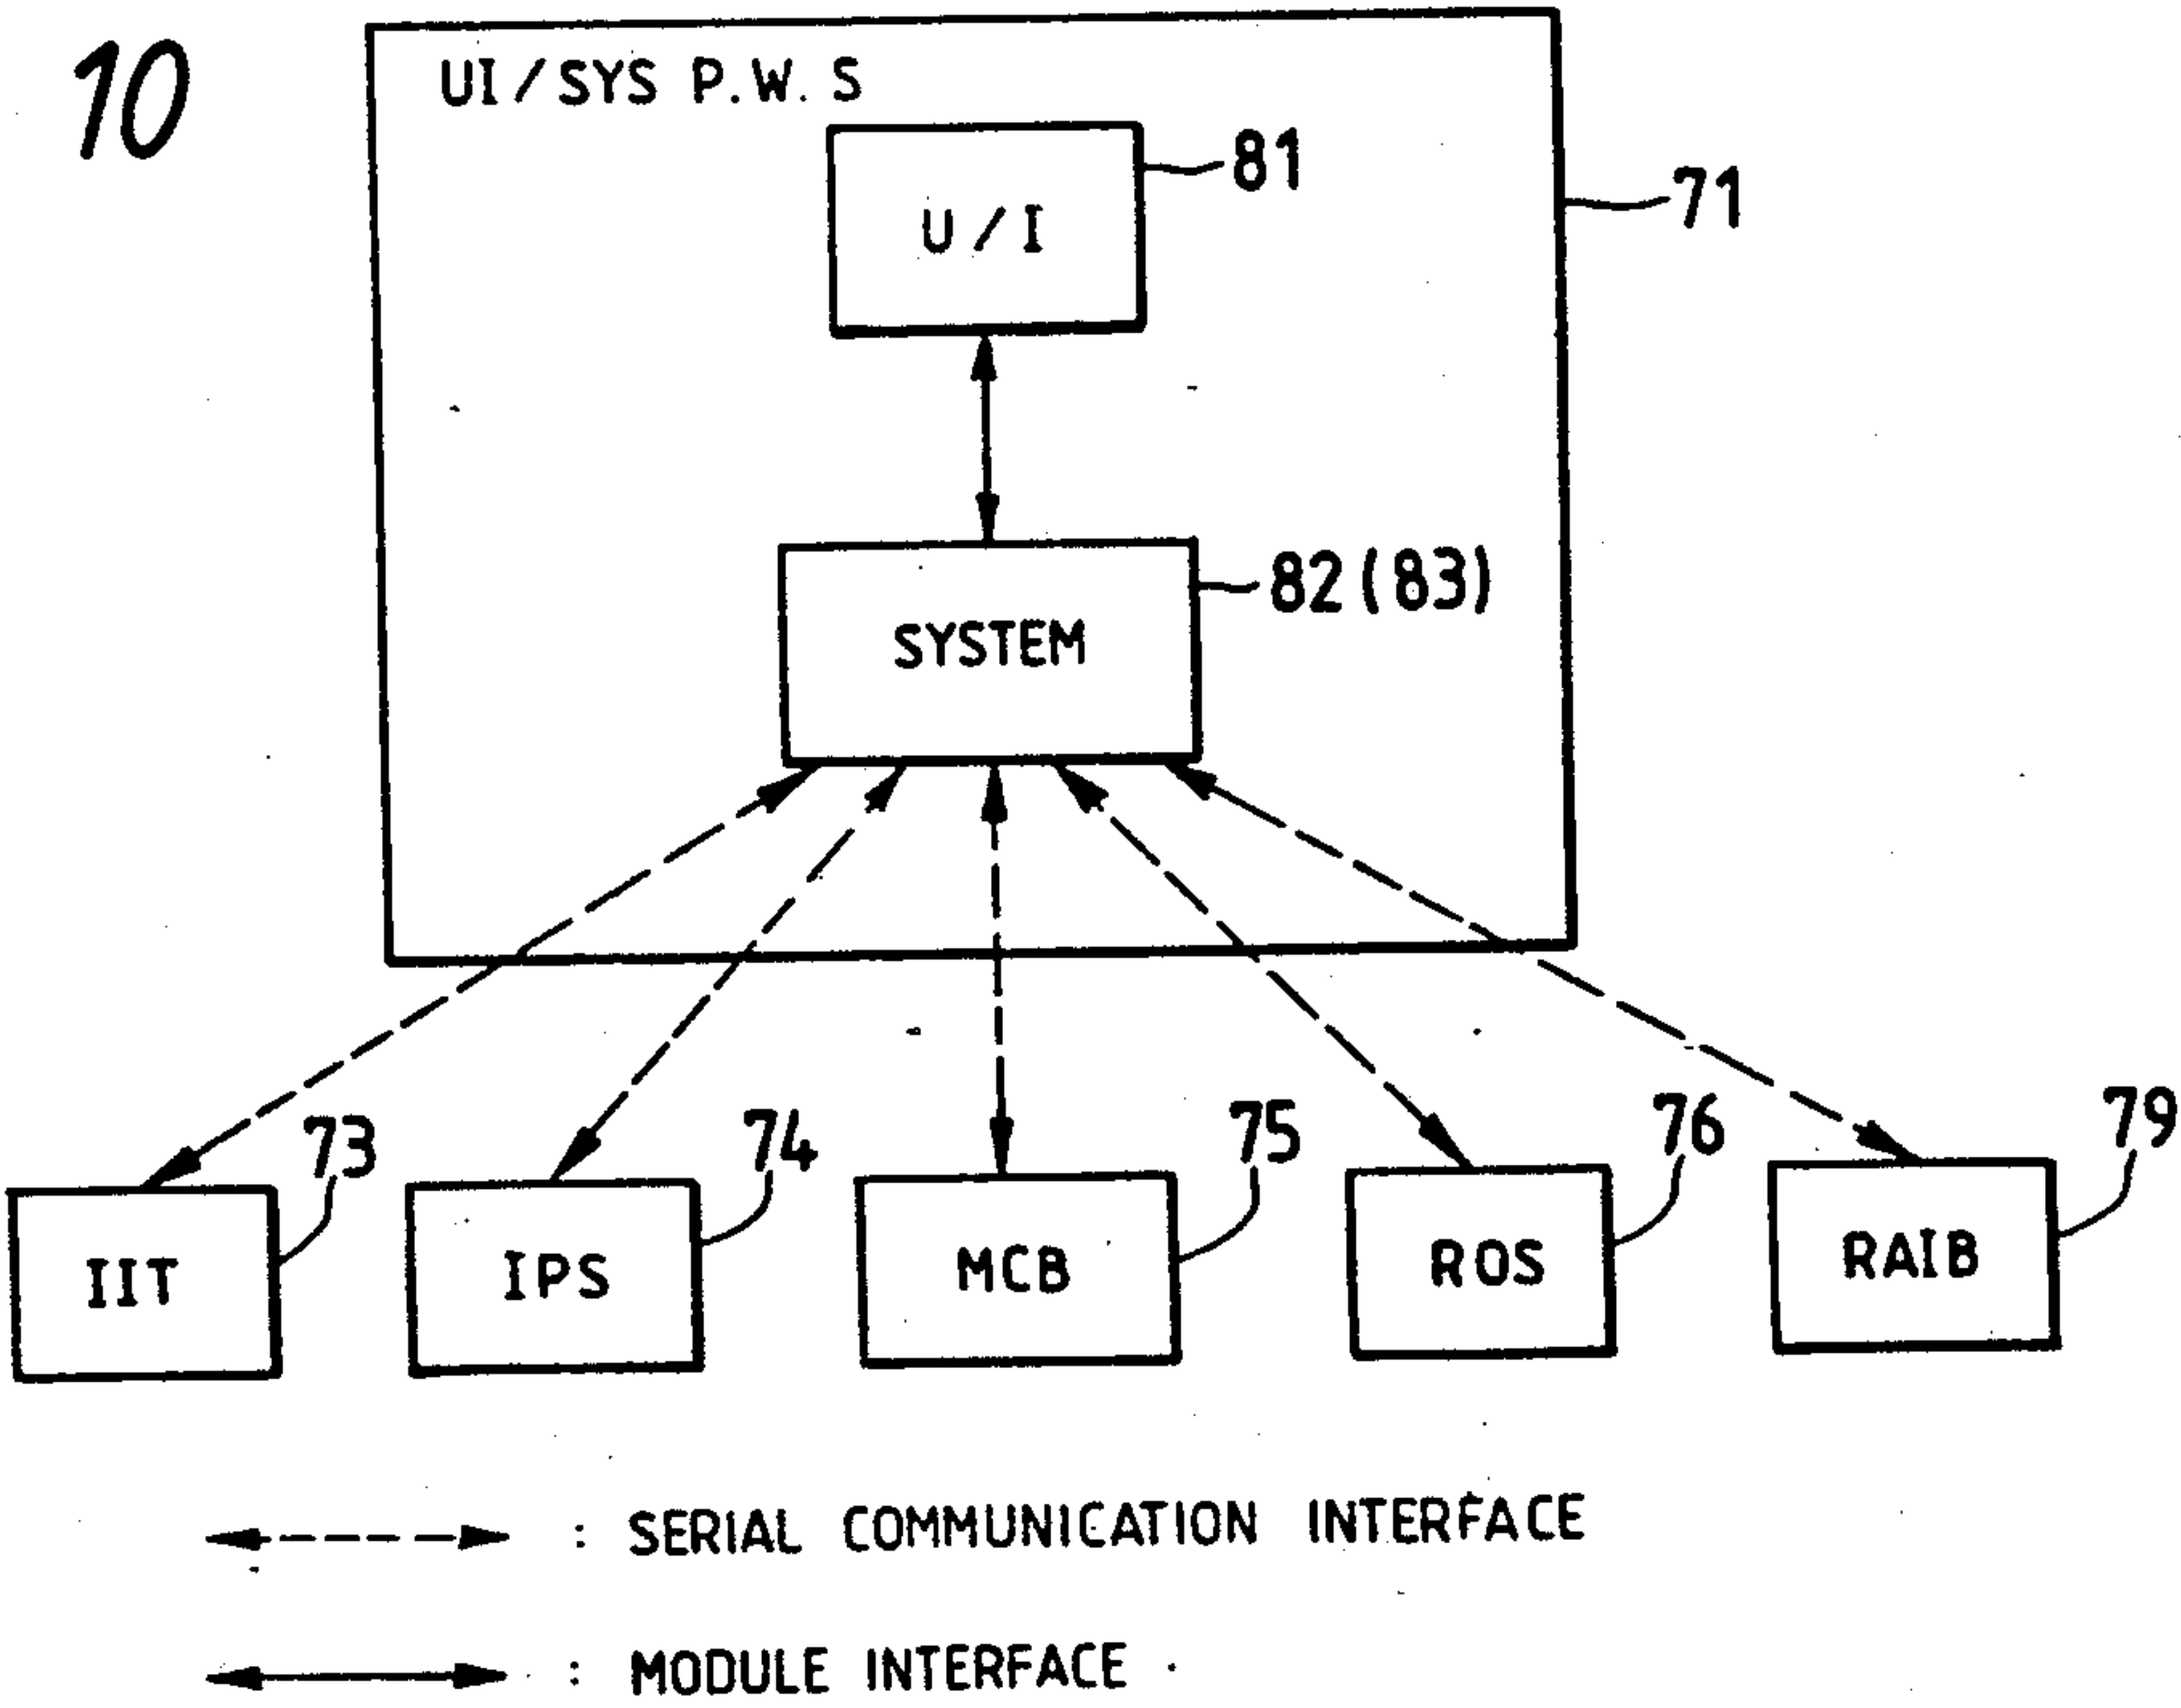 10
UI/SYS P.W.S
81
71
U/I
82(83)
SYSTEM
73
74
75
76
79
IIT
IPS
MCB
ROS
RAIB
: SERIAL COMMUNICATION INTERFACE
: MODULE INTERFACE